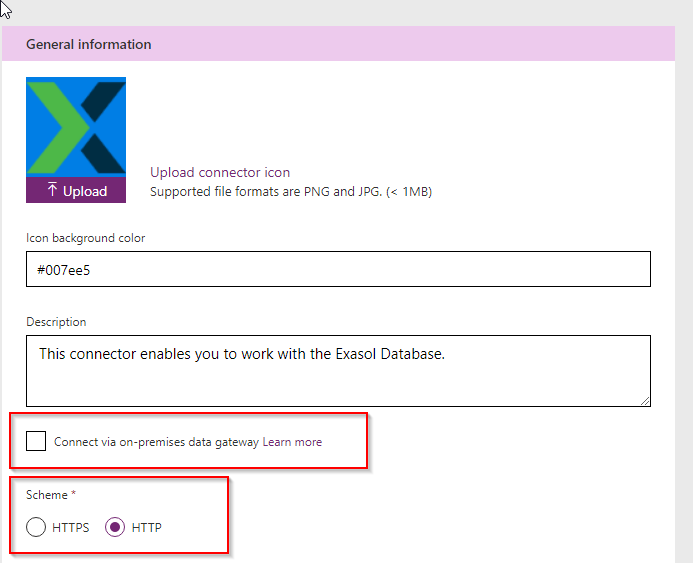 General information
Upload
Upload connector icon
Supported file formats are PNG and JPG. (< 1MB)
Icon background color
#007ee5
Description
This connector enables you to work with the Exasol Database.
Connect via on-premises data gateway Learn more
Scheme *
HTTPS HTTP